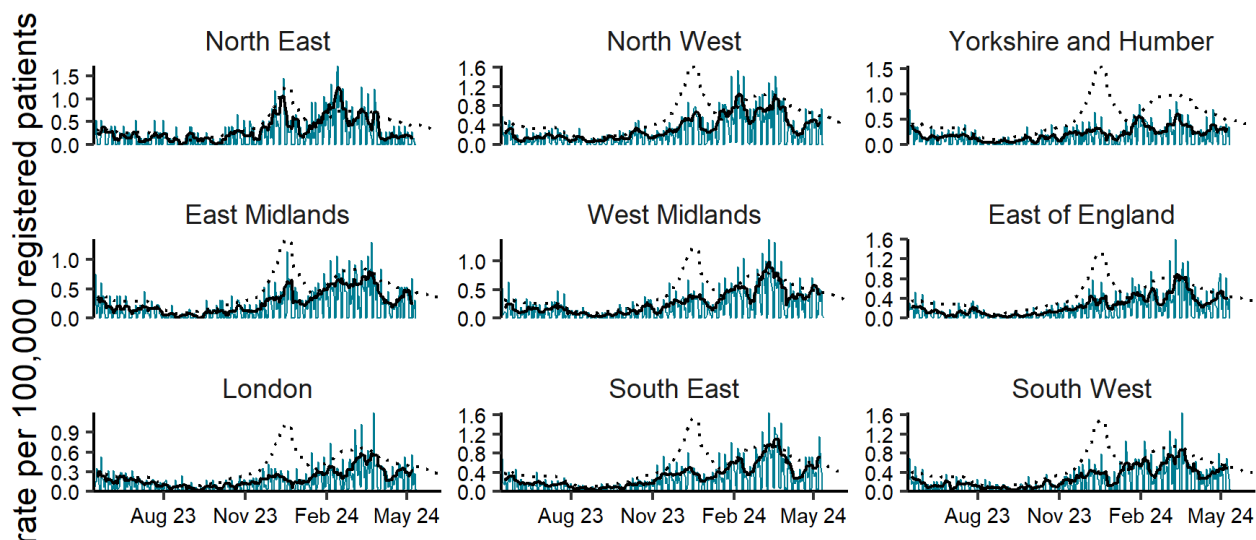 rate per 100,000 registered patients
North East
North West
Yorkshire and Humber
1.5
1.0
0.5
0.0
1.6
1.2
0.8
0.4
0.0
1.5
1.0
0.5
0.0
East Midlands
West Midlands
East of England
1.0
0.5
0.0
1.0
0.5
0.0
1.6
1.2
0.8
0.4
0.0
London
South East
South West
0.9
0.6
0.3
0.0
1.6
1.2
0.8
0.4
0.0
1.6
1.2
0.8
0.4
0.0
Aug 23 Nov 23 Feb 24 May 24
Aug 23 Nov 23 Feb 24 May 24
Aug 23 Nov 23 Feb 24 May 24